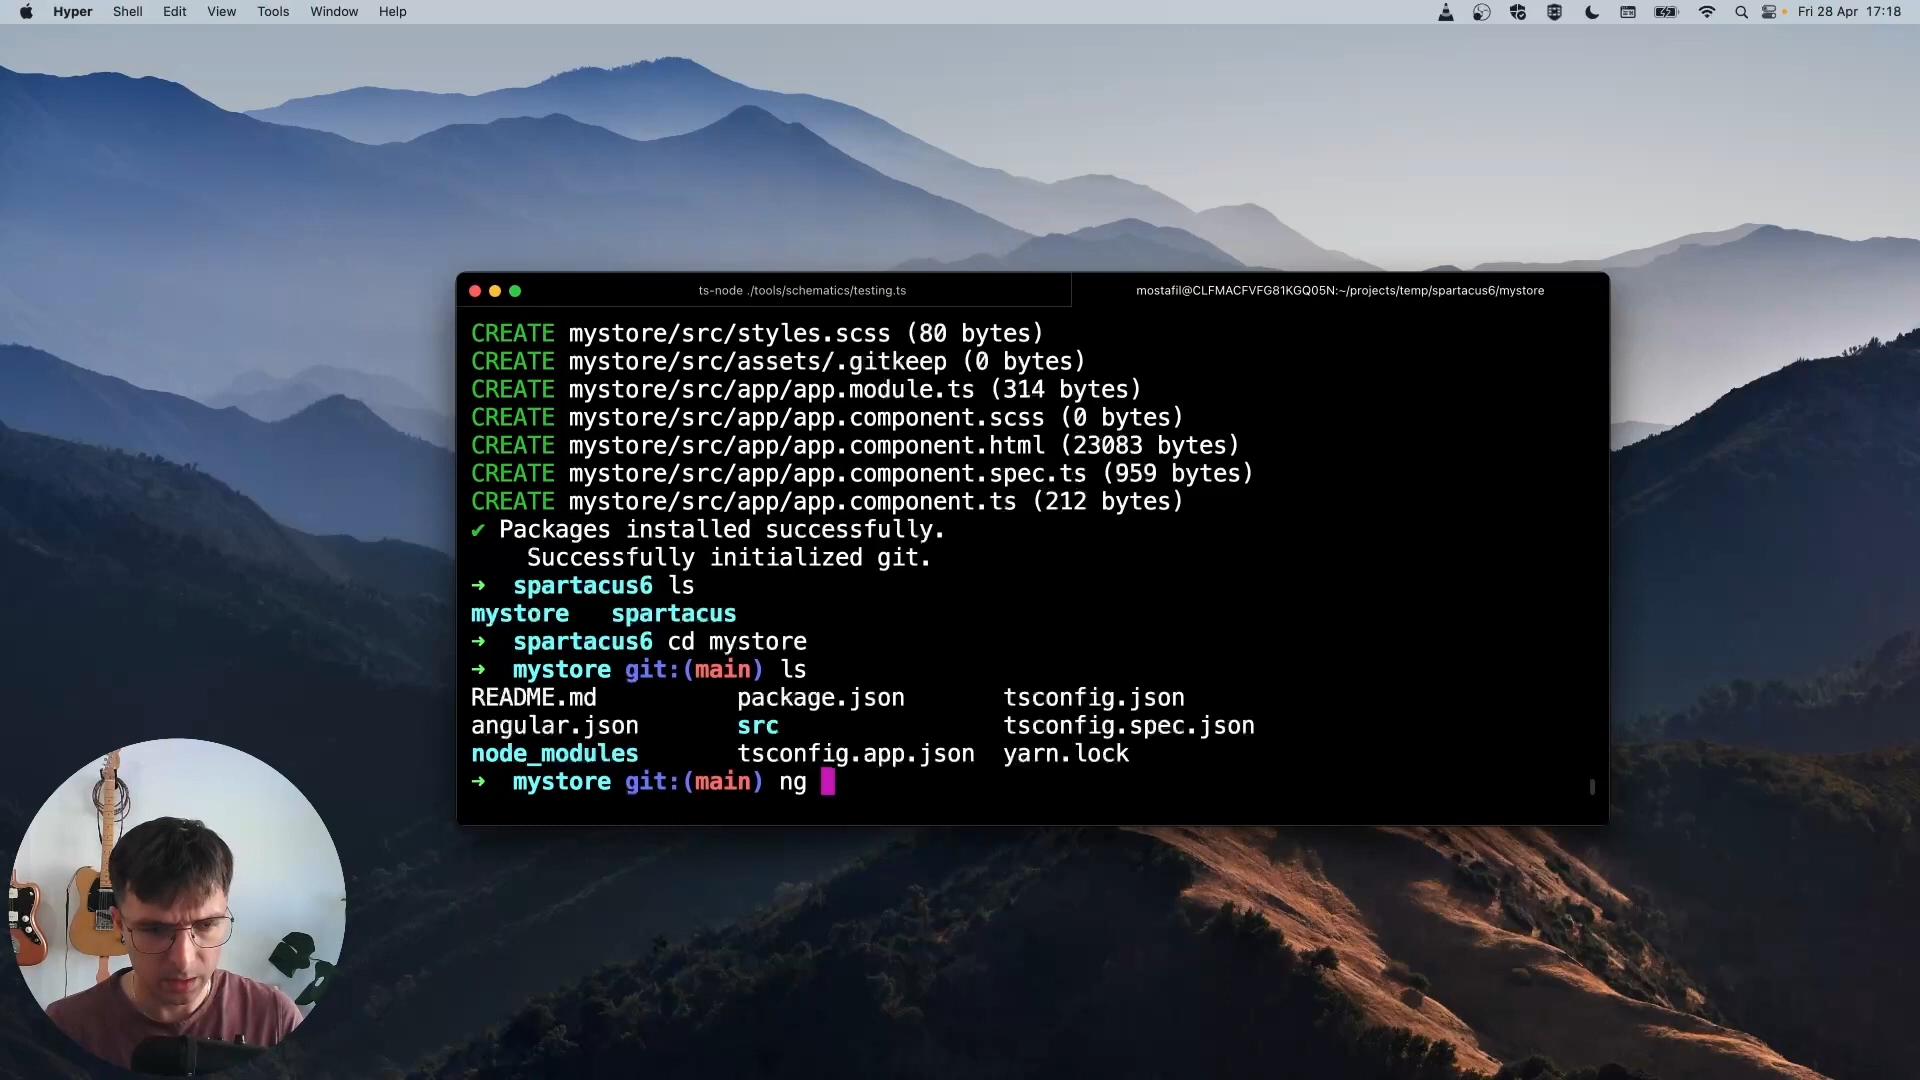 Hyper Shell Edit View Tools Window Help Fri 28 Apr 17:18
ts-node ./tools/schematics/testing.ts mostafil@CLFMACFVFG81KGQ05N:~/projects/temp/spartacus6/mystore
CREATE mystore/src/styles.scss (80 bytes)
CREATE mystore/src/assets/.gitkeep (0 bytes)
CREATE mystore/src/app/app.module.ts (314 bytes)
CREATE mystore/src/app/app.component.scss (0 bytes)
CREATE mystore/src/app/app.component.html (23083 bytes)
CREATE mystore/src/app/app.component.spec.ts (959 bytes)
CREATE mystore/src/app/app.component.ts (212 bytes)
✔ Packages installed successfully.
Successfully initialized git.
➜ spartacus6 ls
mystore spartacus
➜ spartacus6 cd mystore
➜ mystore git:(main) ls
README.md package.json tsconfig.json
angular.json src tsconfig.spec.json
node_modules tsconfig.app.json yarn.lock
➜ mystore git:(main) ng